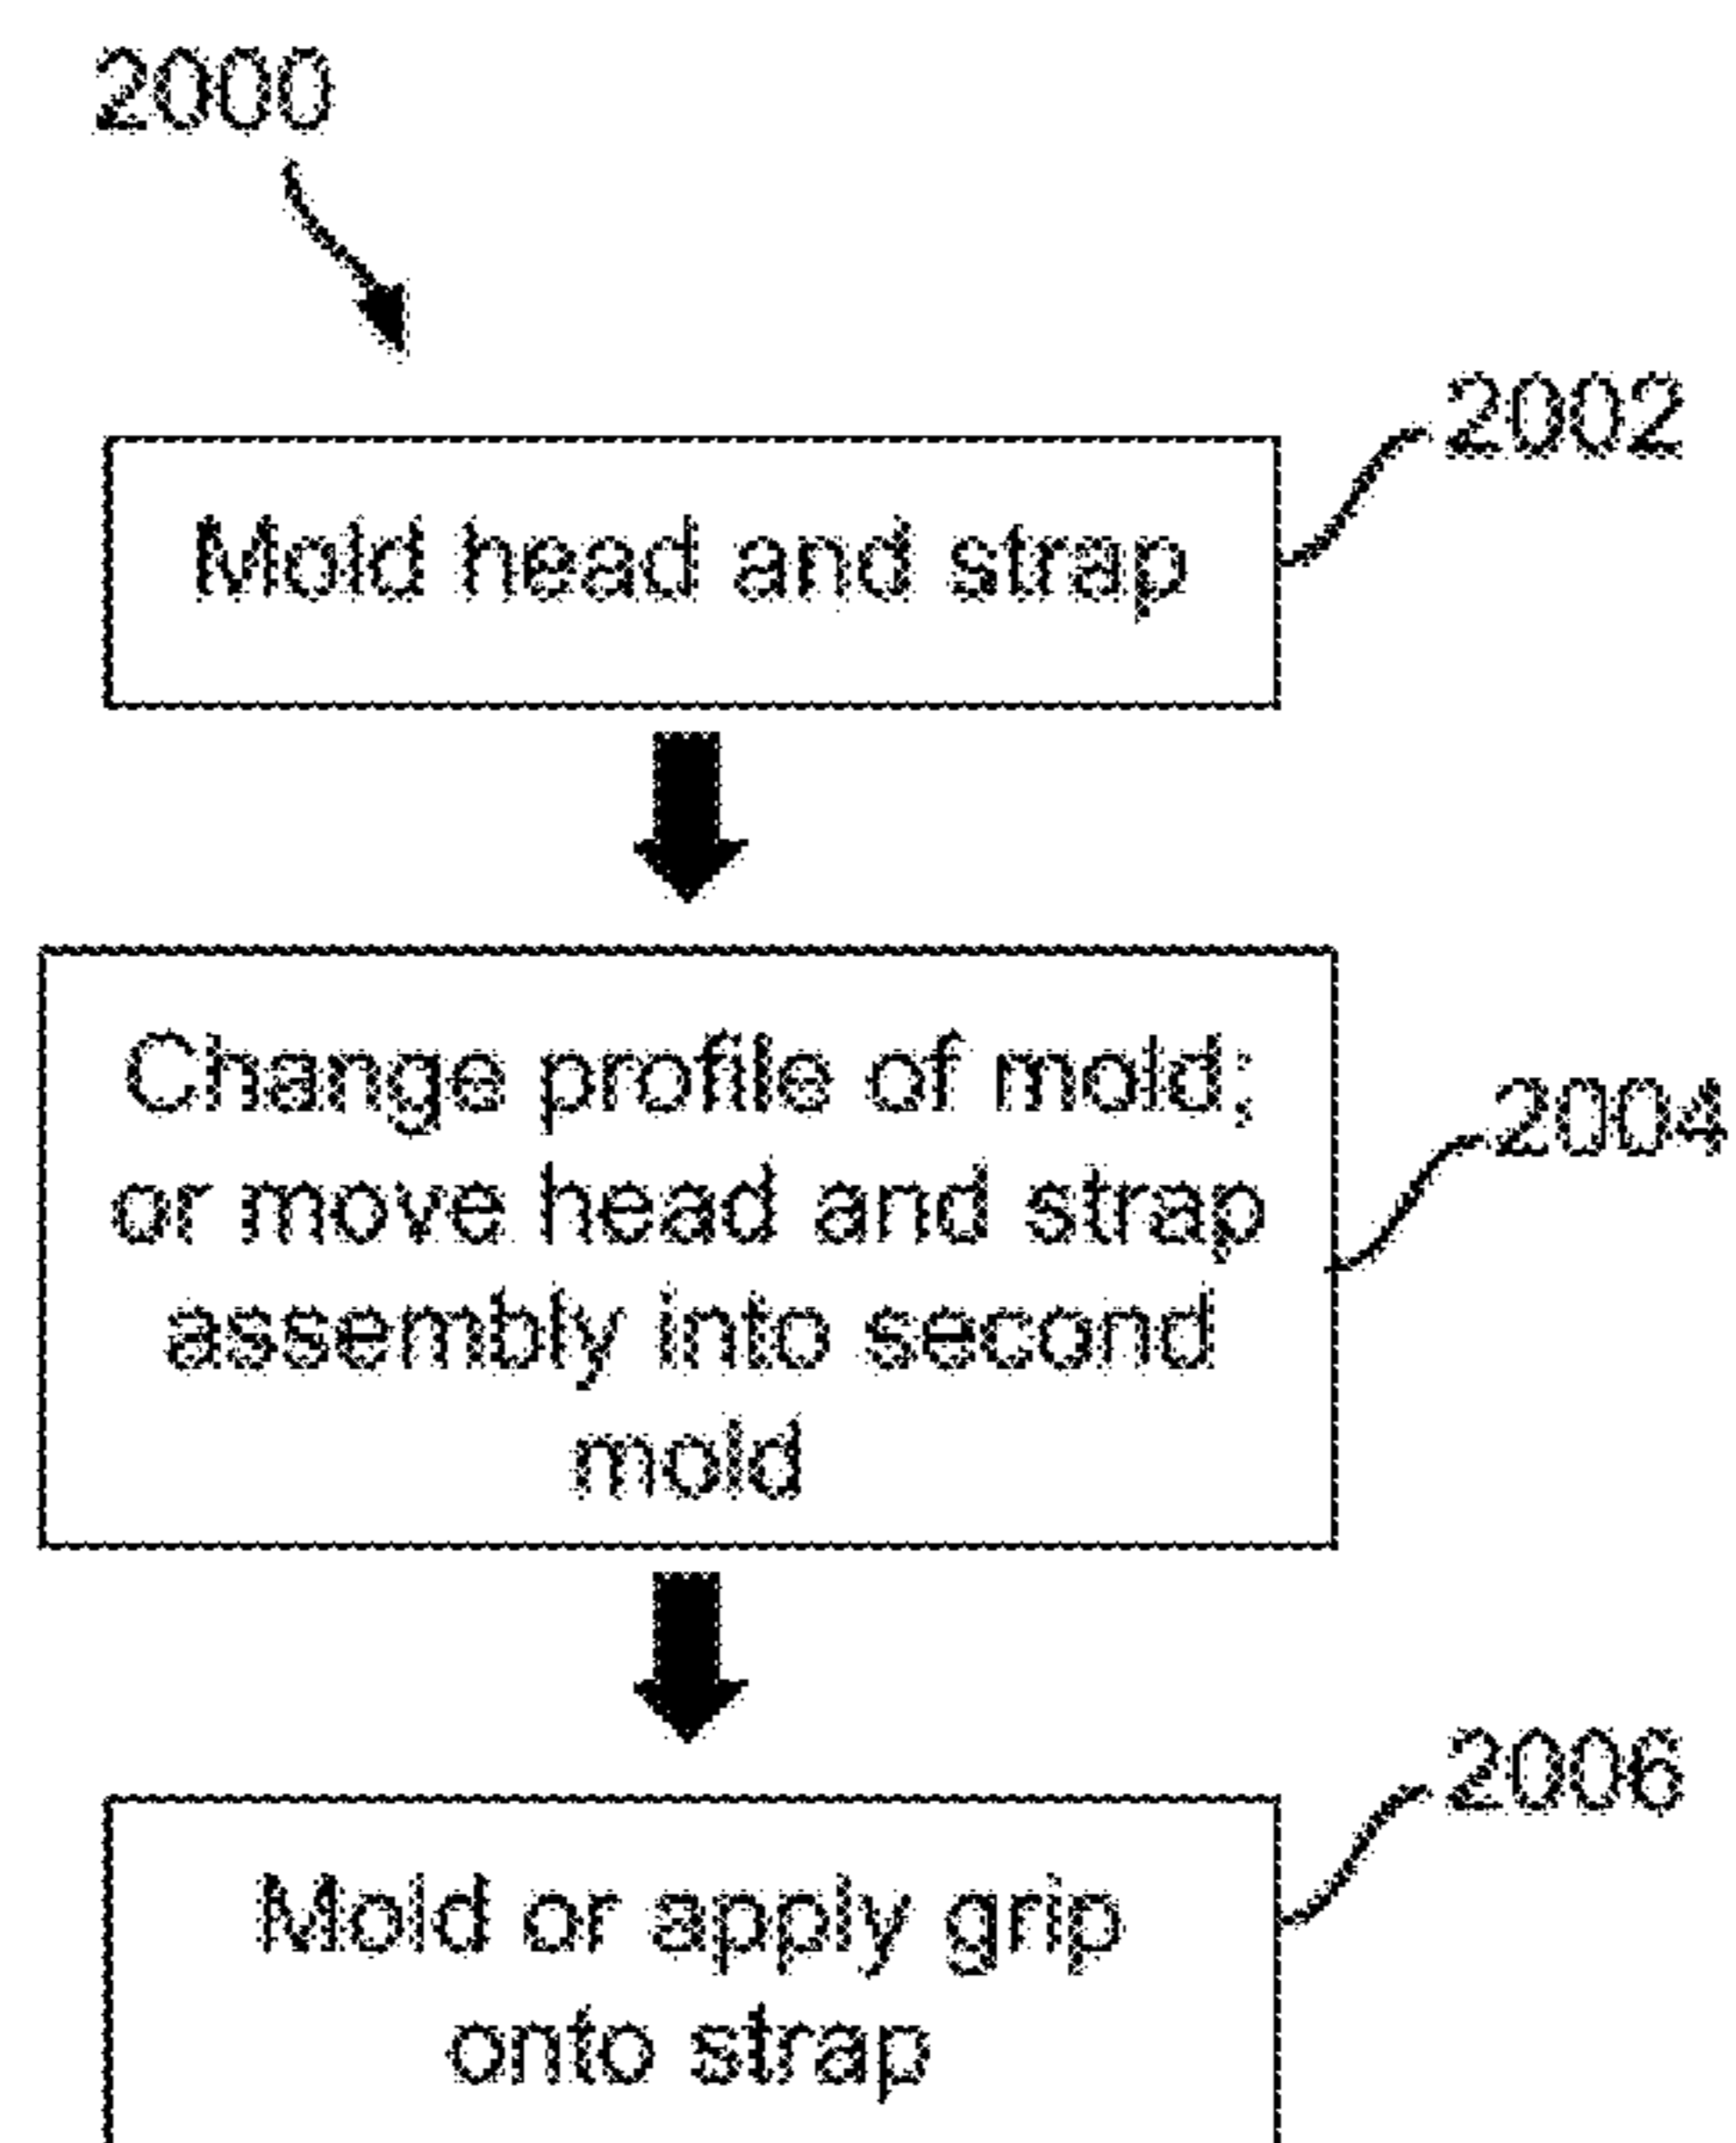 2000
2002
Mold head and strap
Change profile of mold;
or move head and strap
assembly into second
mold
2004
2006
Mold or apply grip
onto strap